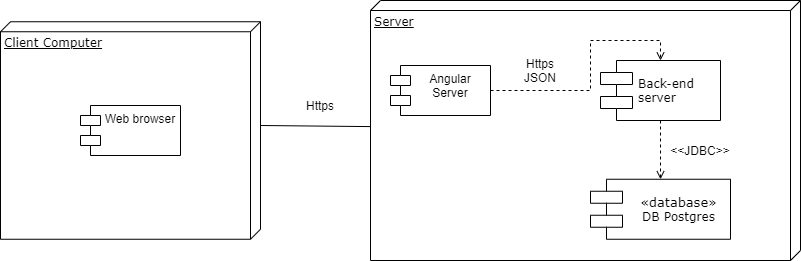 Client Computer
Web browser
Https
Server
Angular
Server
Https
JSON
Back-end
server
<<JDBC>>
«database»
DB Postgres